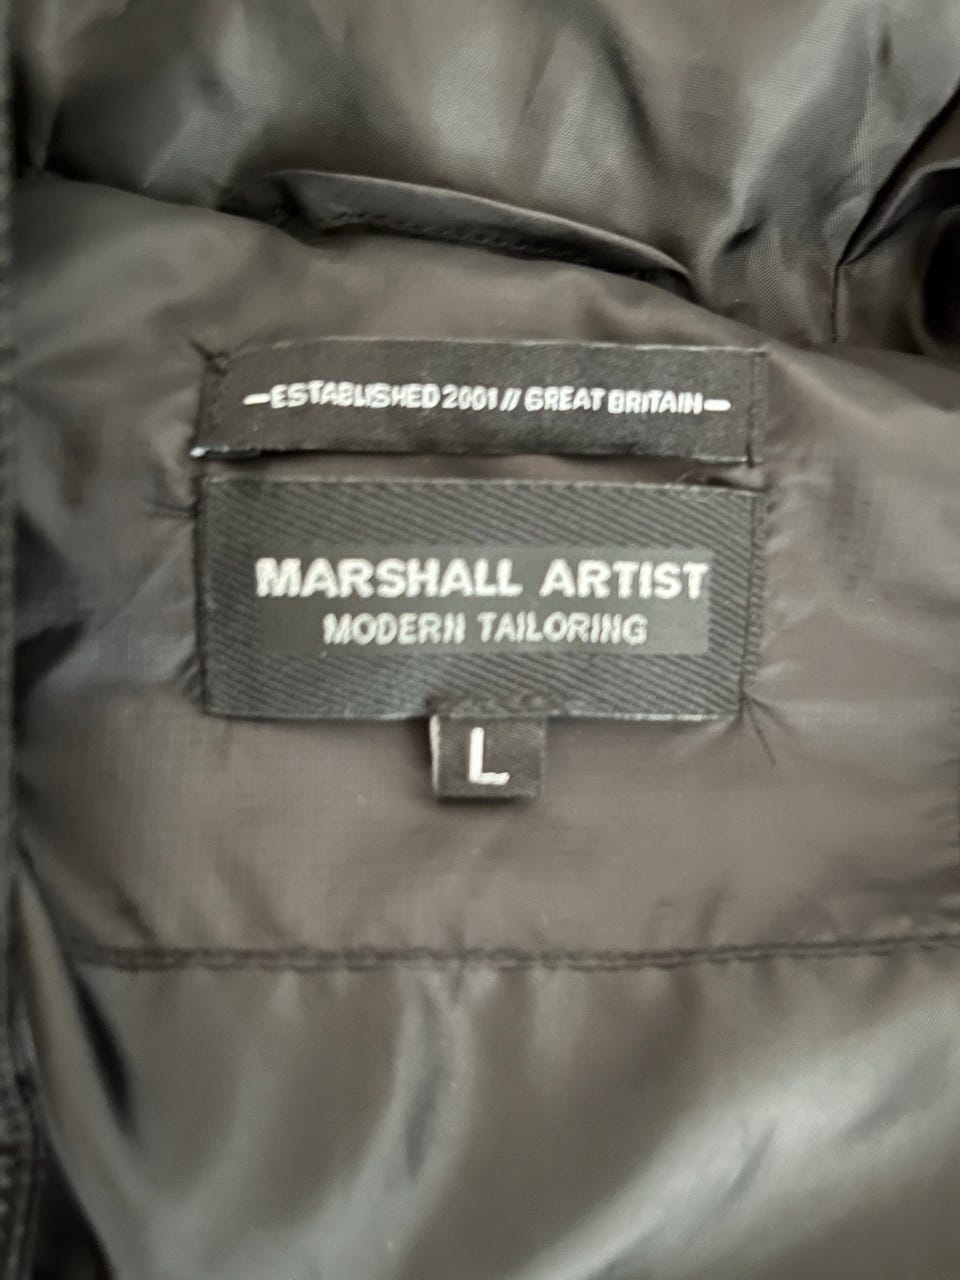 —ESTABLISHED 2001 // GREAT BRITAIN—
MARSHALL ARTIST
MODERN TAILORING
L